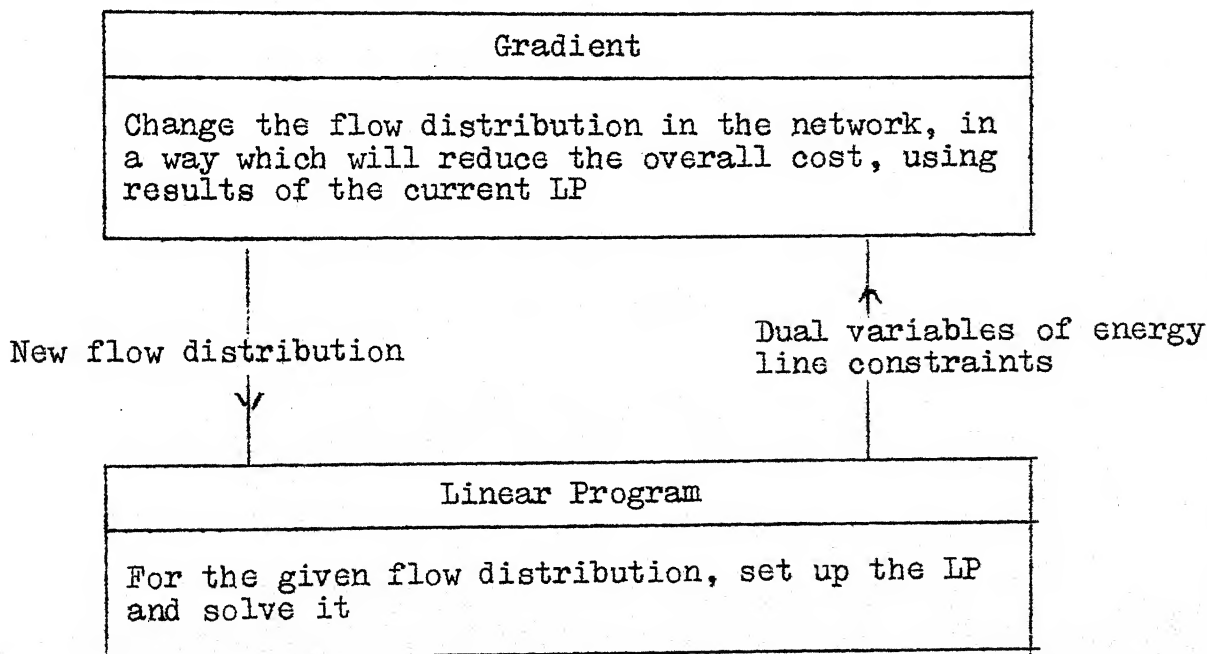 Gradient
Change the flow distribution in the network, in
a way which will reduce the overall cost, using
results of the current LP
New flow distribution
Dual variables of energy
line constraints
Linear Program
For the given flow distribution, set up the LP
and solve it